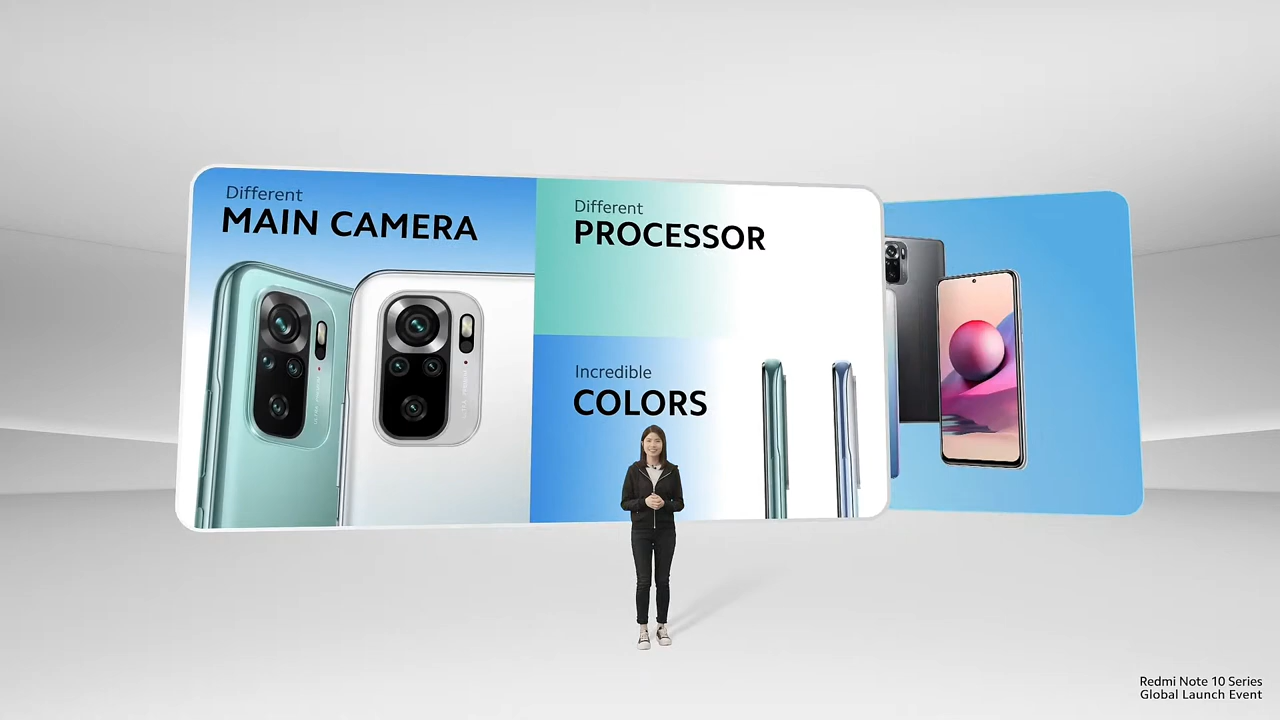 Different
MAIN CAMERA
Different
PROCESSOR
Incredible
COLORS
Redmi Note 10 Series
Global Launch Event